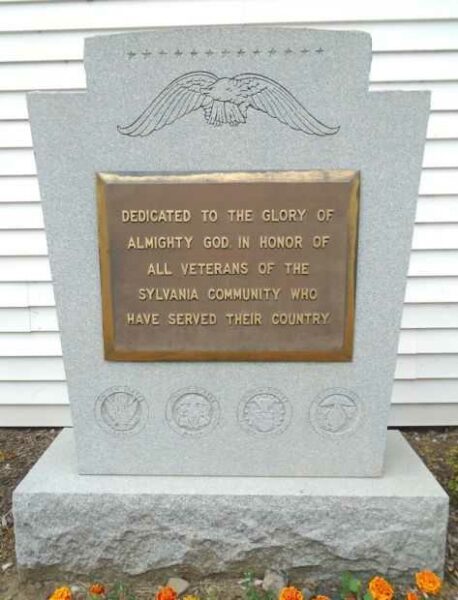 DEDICATED TO THE GLORY OF
ALMIGHTY GOD IN HONOR OF
ALL VETERANS OF THE
SYLVANIA COMMUNITY WHO
HAVE SERVED THEIR COUNTRY.